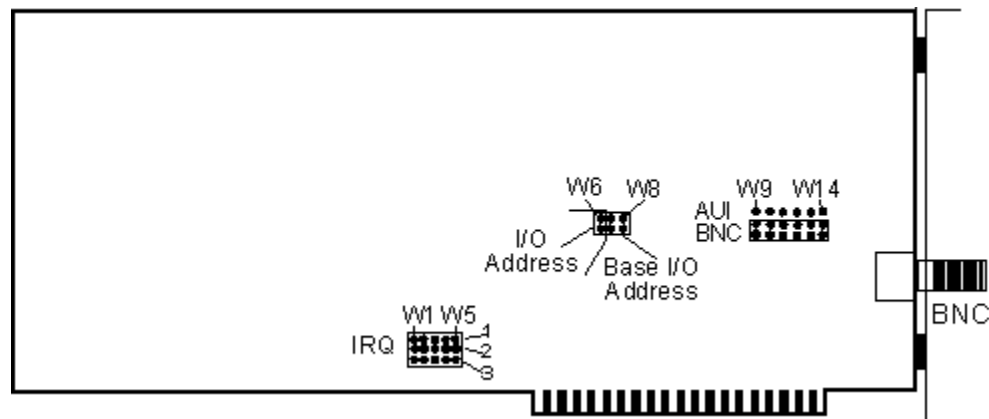 W6 W8
W9 W14
AUI
BNC
I/O
Address
Base I/O
Address
BNC
W1 W5
IRQ
1
2
3